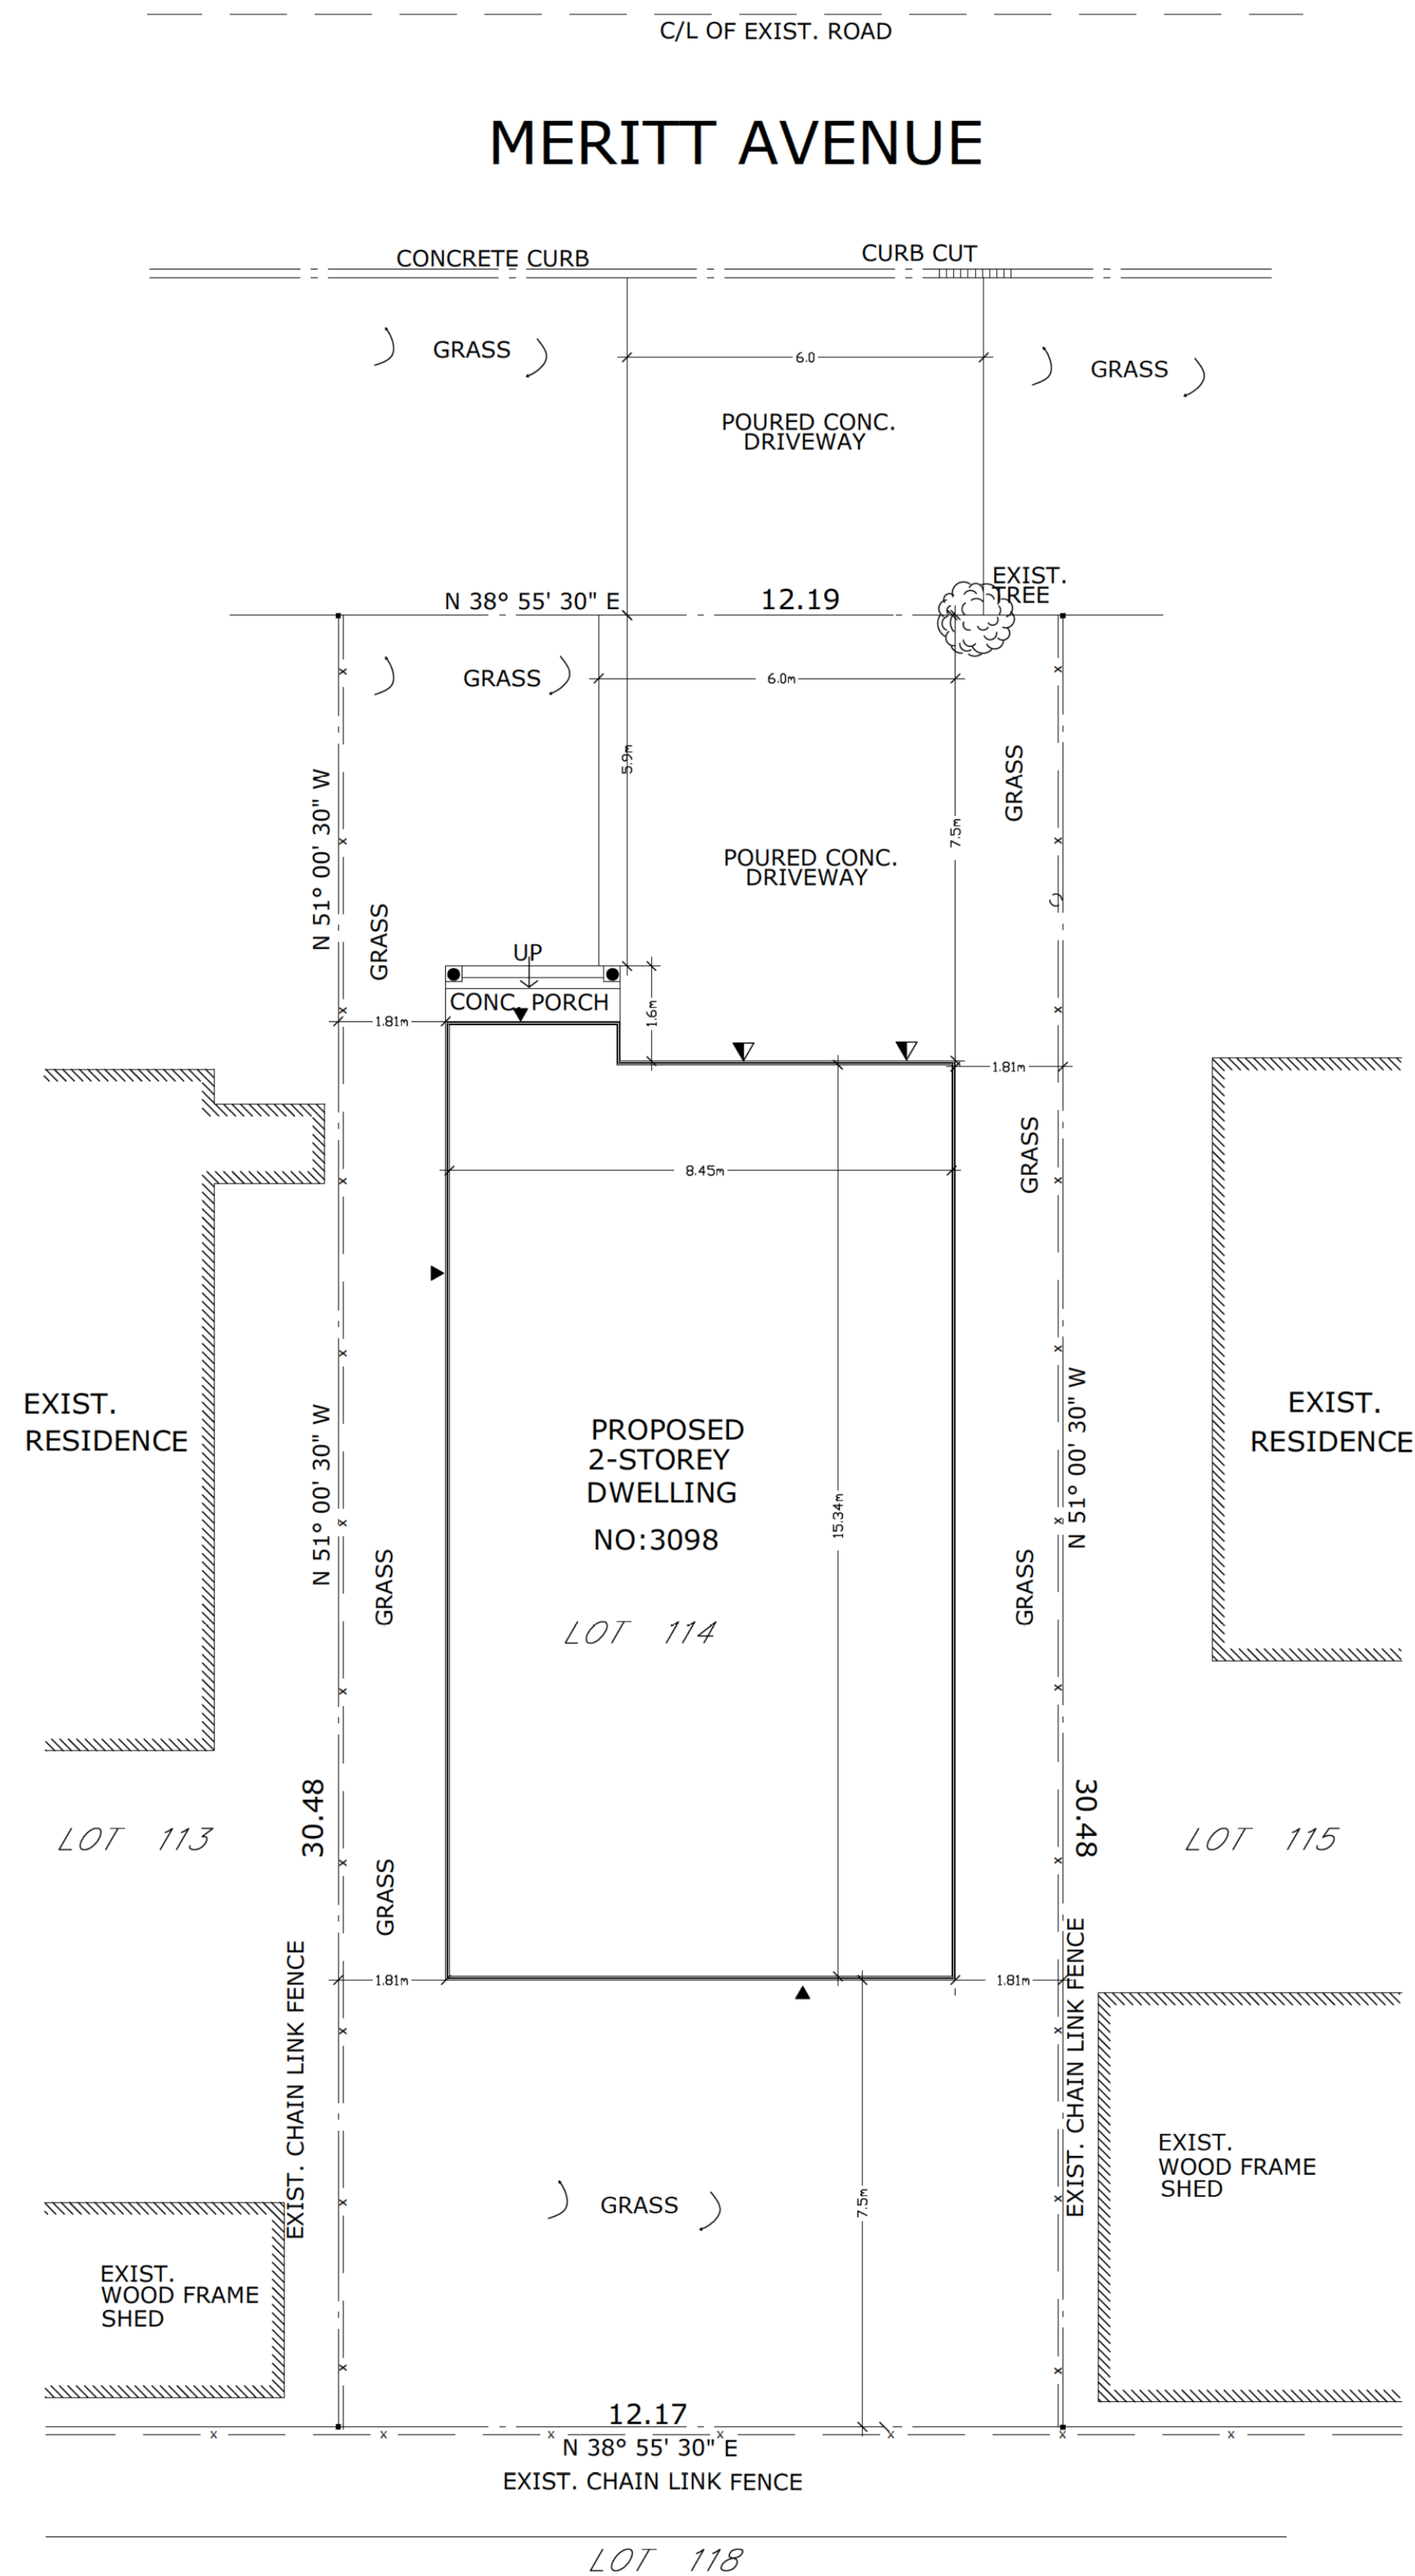 C/L OF EXIST. ROAD
MERITT AVENUE
CONCRETE CURB
CURB CUT
GRASS
6.0
GRASS
POURED CONC.
DRIVEWAY
EXIST.
TREE
N 38° 55' 30" E
12.19
GRASS
6.0m
5.9m
GRASS
7.5m
N 51° 00' 30" W
POURED CONC.
DRIVEWAY
GRASS
UP
CONC. PORCH
1.6m
1.81m
1.81m
GRASS
8.45m
EXIST.
RESIDENCE
N 51° 00' 30" W
PROPOSED
2-STOREY
DWELLING
NO:3098
15.34m
N 51° 00' 30" W
EXIST.
RESIDENCE
GRASS
GRASS
LOT 114
30.48
30.48
LOT 113
LOT 115
GRASS
1.81m
1.81m
EXIST. CHAIN LINK FENCE
EXIST. CHAIN LINK FENCE
GRASS
7.5m
EXIST.
WOOD FRAME
SHED
EXIST.
WOOD FRAME
SHED
12.17
N 38° 55' 30" E
EXIST. CHAIN LINK FENCE
LOT 118